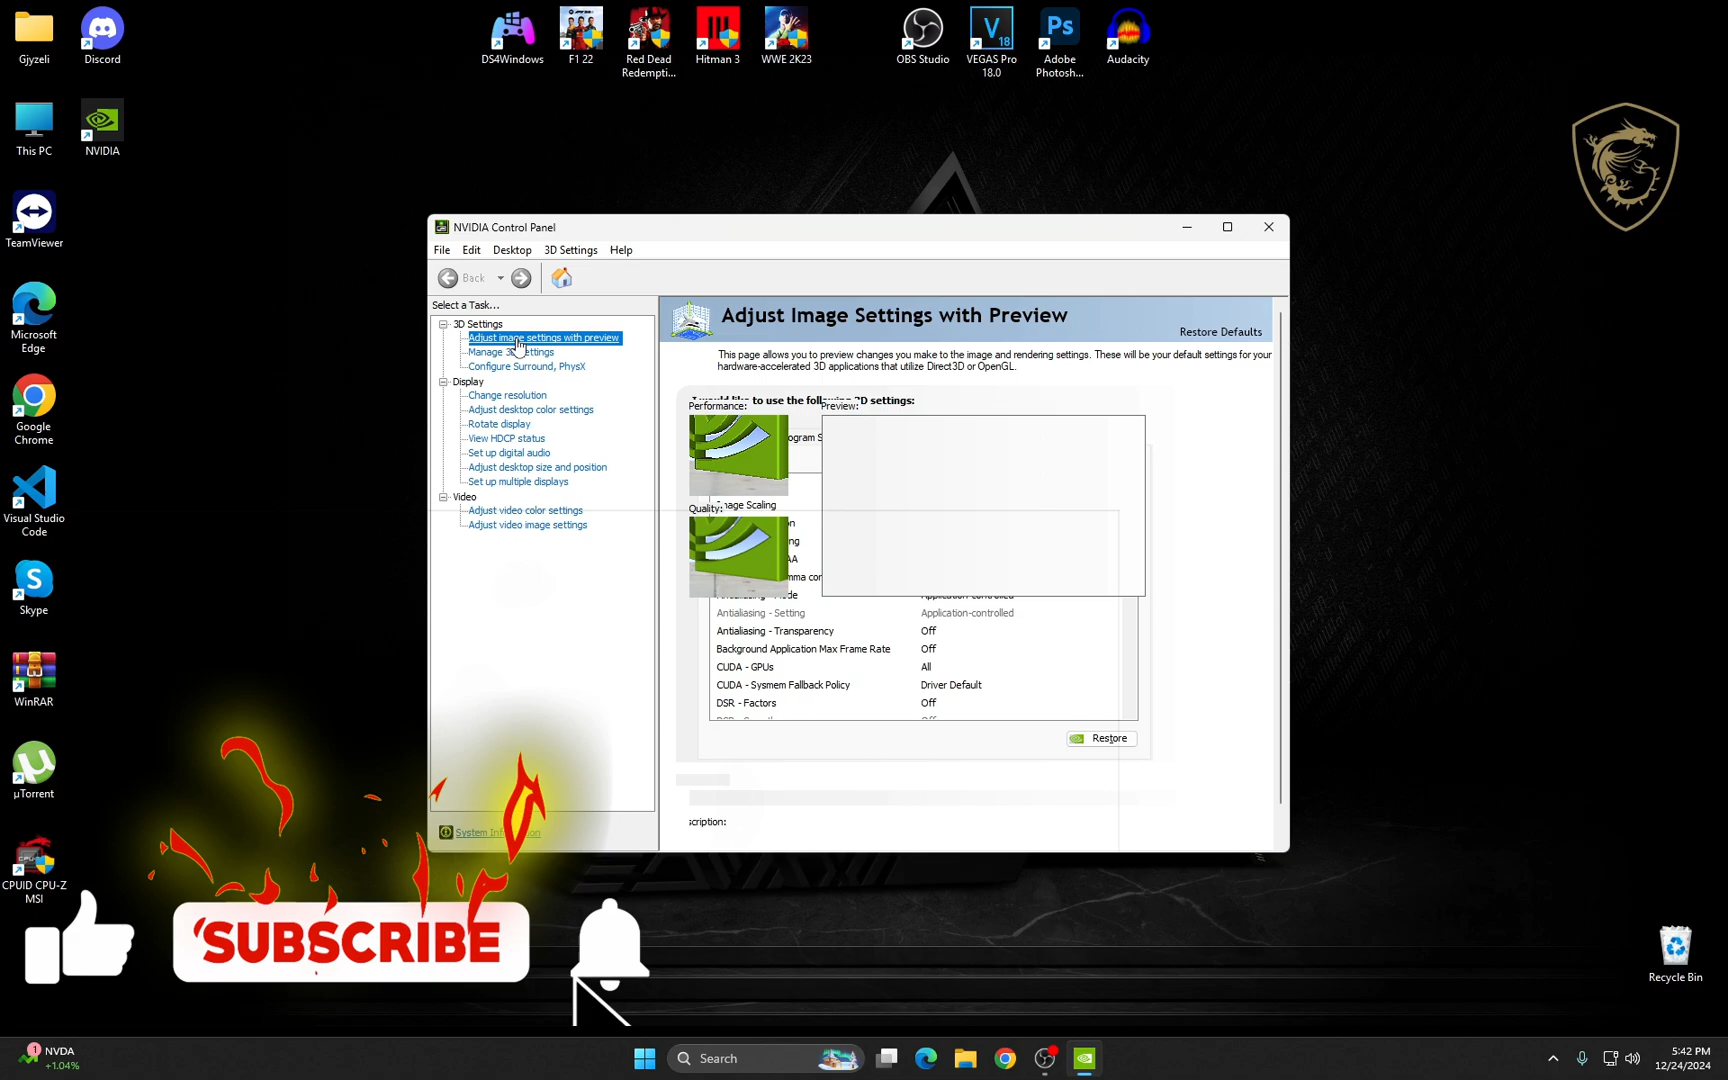 Gjyzeli
Discord
This PC
NVIDIA
TeamViewer
Microsoft
Edge
Google
Chrome
Visual Studio
Code
Skype
WinRAR
µTorrent
CPUID CPU-Z
MSI
DS4Windows
F1 22
Red Dead
Redempti...
Hitman 3
WWE 2K23
OBS Studio
VEGAS Pro
18.0
Adobe
Photosh...
Audacity
NVIDIA Control Panel
File Edit Desktop 3D Settings Help
Back
Select a Task...
3D Settings
Adjust image settings with preview
Manage 3D settings
Configure Surround, PhysX
Display
Change resolution
Adjust desktop color settings
Rotate display
View HDCP status
Set up digital audio
Adjust desktop size and position
Set up multiple displays
Video
Adjust video color settings
Adjust video image settings
System
Adjust Image Settings with Preview
Restore Defaults
This page allows you to preview changes you make to the image and rendering settings. These will be your default settings for your
hardware-accelerated 3D applications that utilize Direct3D or OpenGL.
like to use the following 3D settings:
Performance:
Preview:
Quality:
Scaling
Antialiasing - Setting Application-controlled
Antialiasing - Transparency Off
Background Application Max Frame Rate Off
CUDA - GPUs All
CUDA - Sysmem Fallback Policy Driver Default
DSR - Factors Off
Restore
scription:
SUBSCRIBE
Recycle Bin
1
NVDA
+1.04%
Search
5:42 PM
12/24/2024